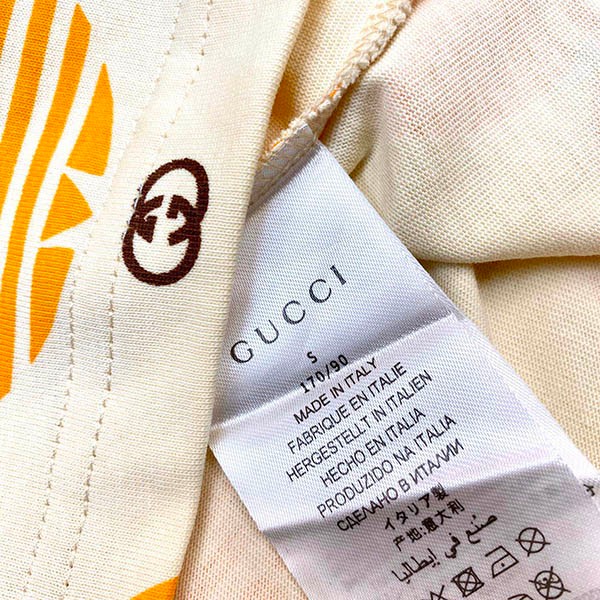 GUCCI
S
170/90
MADE IN ITALY
FABRIQUE EN ITALIE
HERGESTELLT IN ITALIEN
HECHO EN ITALIA
PRODUZIDO NA ITALIA
СДЕЛАНО В ИТАЛИИ
イタリア製
产地:意大利
صنع في إيطاليا